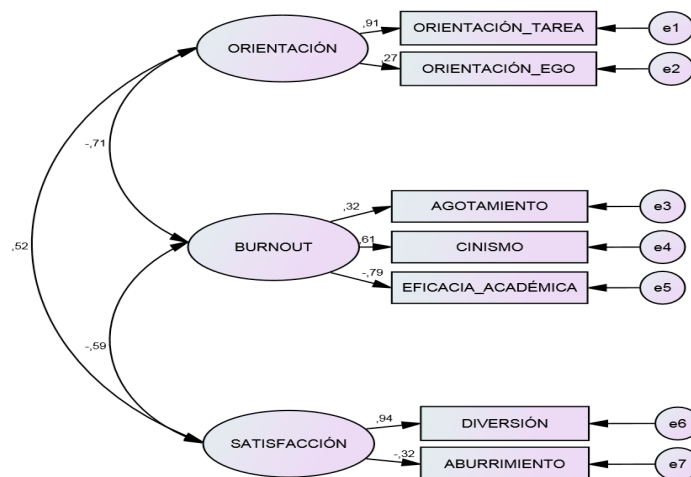 ,91
ORIENTACIÓN_TAREA
e1
ORIENTACIÓN
,27
ORIENTACIÓN_EGO
e2
-,71
,32
AGOTAMIENTO
e3
,52
BURNOUT
,61
CINISMO
e4
-,79
EFICACIA_ACADÉMICA
e5
-,59
,94
DIVERSIÓN
e6
SATISFACCIÓN
-,32
ABURRIMIENTO
e7